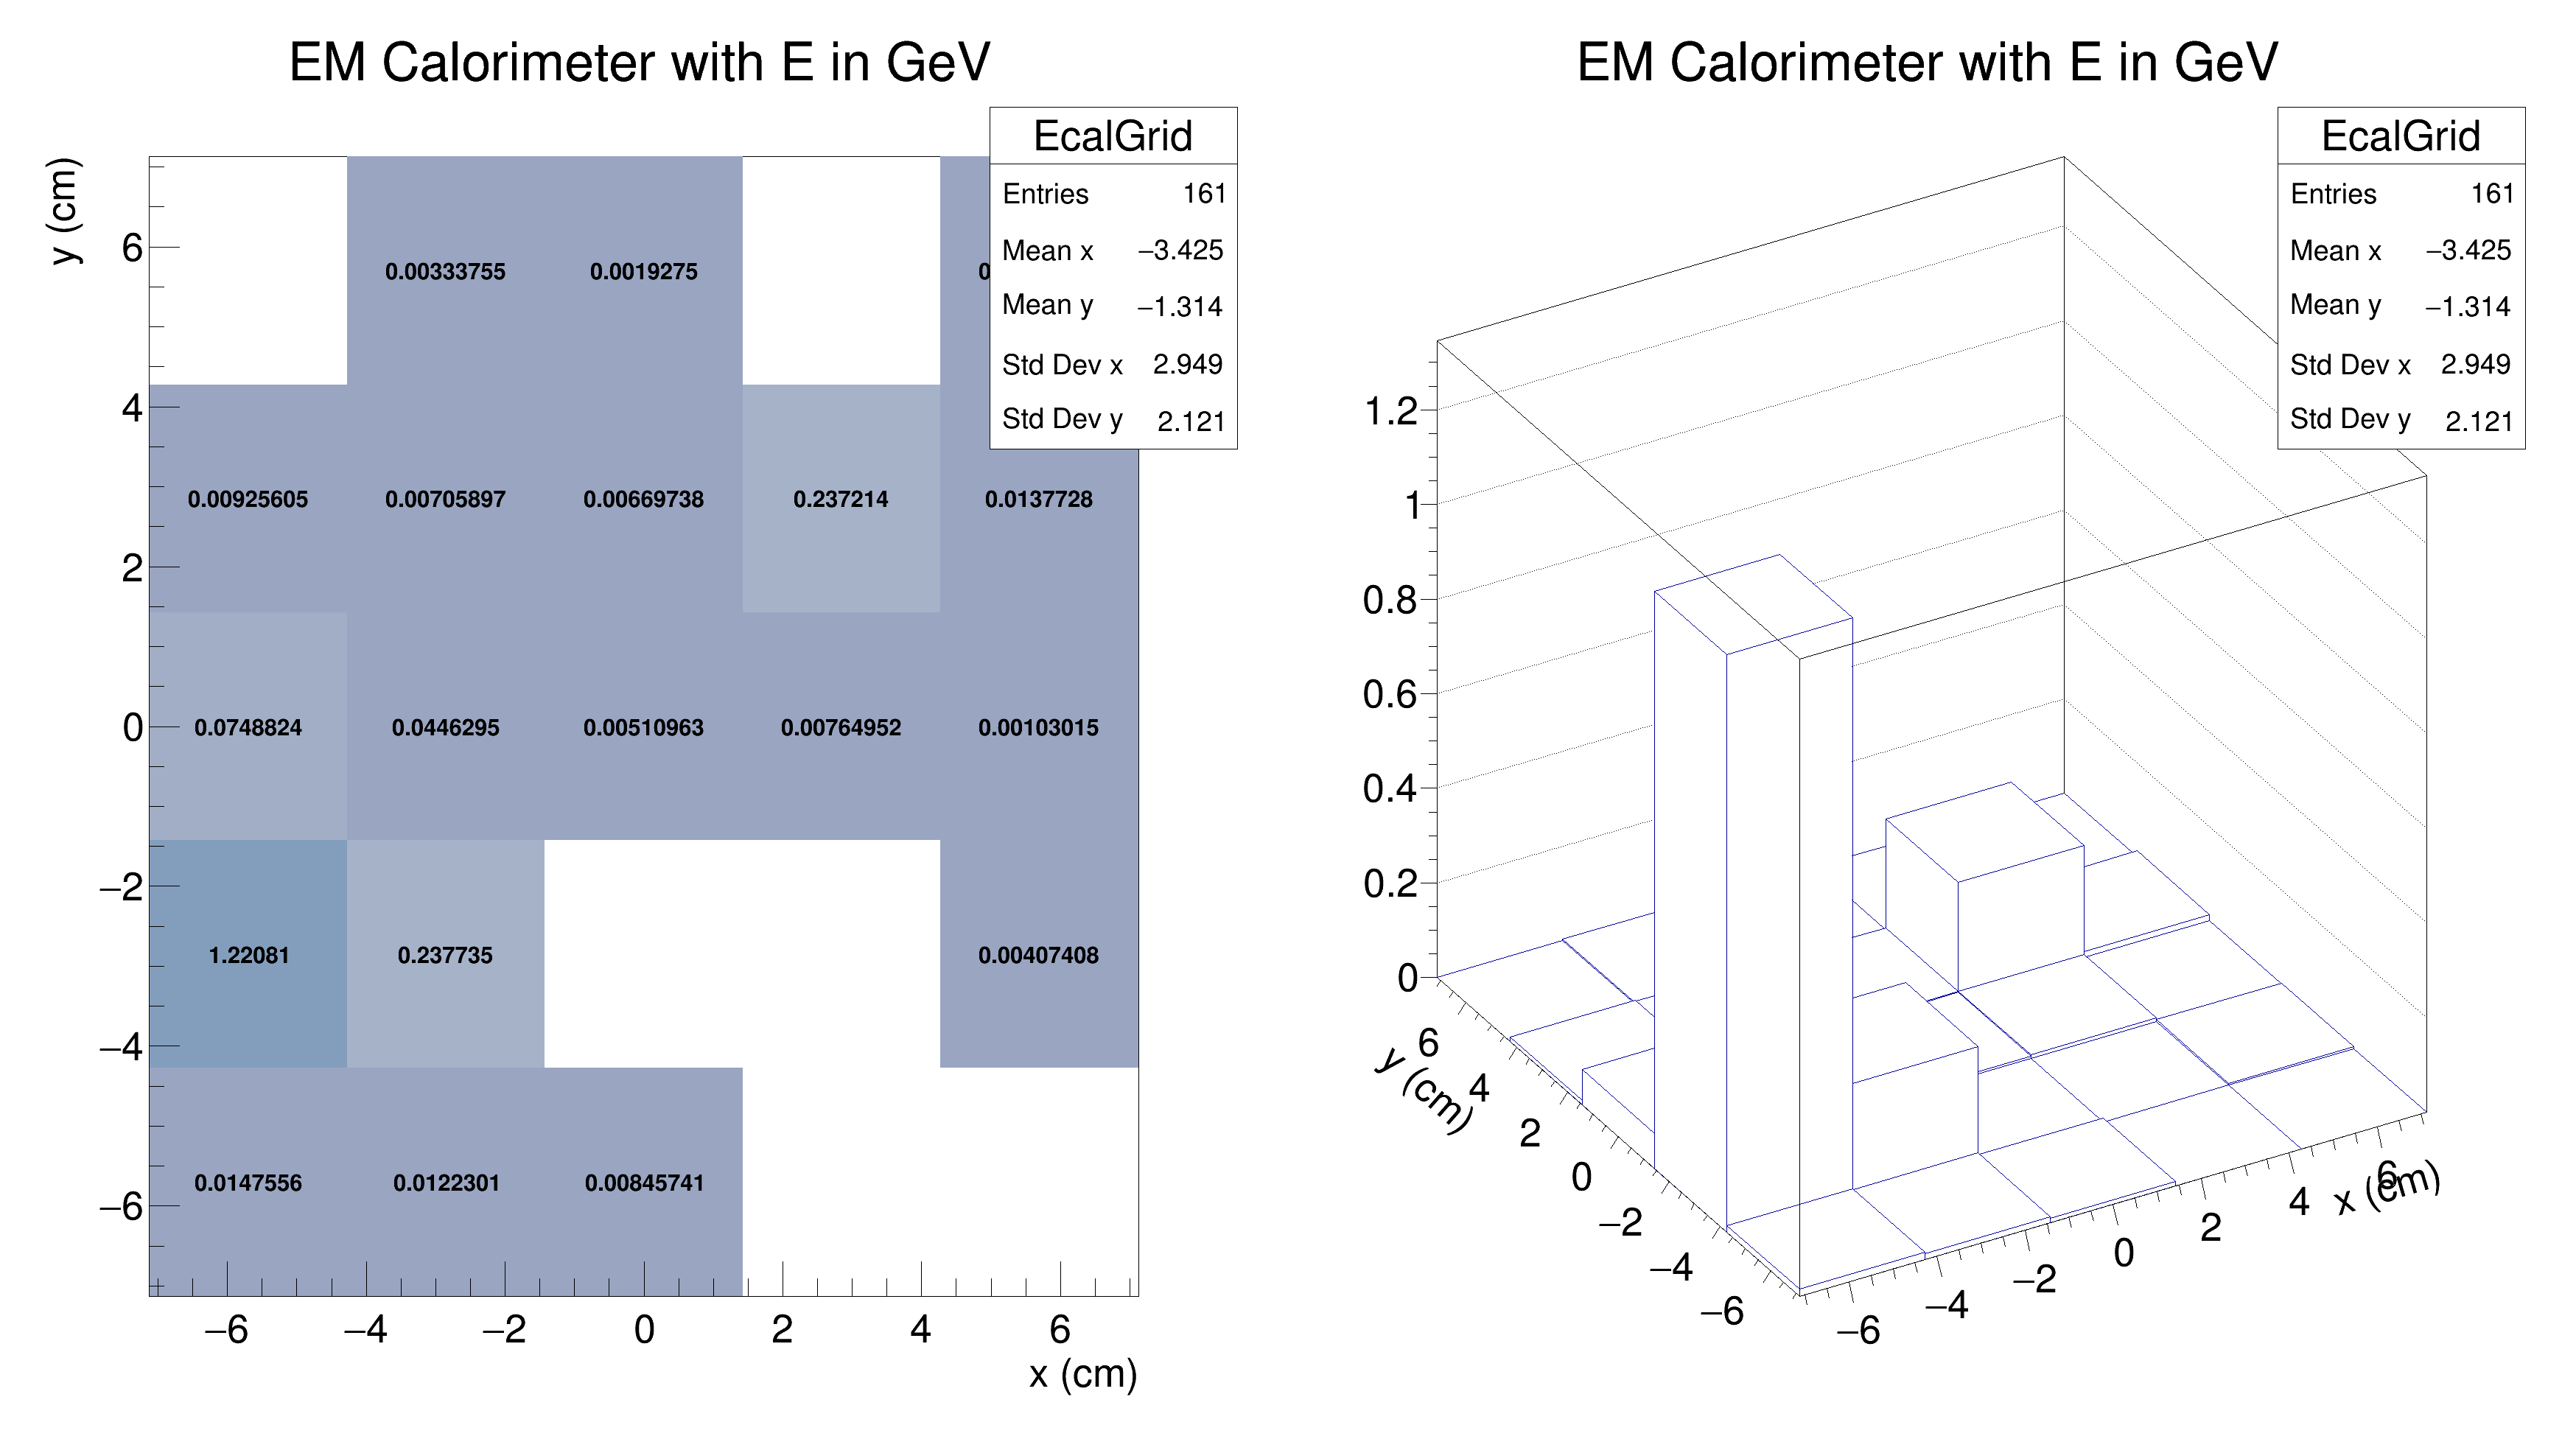 EM Calorimeter with E in GeV
EcalGrid
Entries 161
Mean x −3.425
Mean y −1.314
Std Dev x 2.949
Std Dev y 2.121
y (cm)
6
4
2
0
−2
−4
−6
0.00333755 0.0019275
0.00925605 0.00705897 0.00669738 0.237214 0.0137728
0.0748824 0.0446295 0.00510963 0.00764952 0.00103015
1.22081 0.237735 0.00407408
0.0147556 0.0122301 0.00845741
−6 −4 −2 0 2 4 6
x (cm)
EM Calorimeter with E in GeV
EcalGrid
Entries 161
Mean x −3.425
Mean y −1.314
Std Dev x 2.949
Std Dev y 2.121
1.2
1
0.8
0.6
0.4
0.2
0
y (cm)
6
4
2
0
−2
−4
−6
−6 −4 −2 0 2 4 6
x (cm)